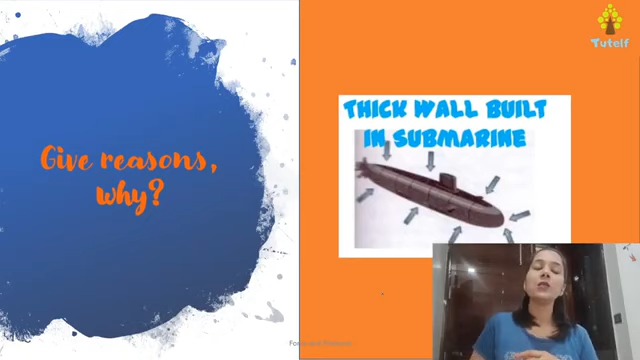 Give reasons,
why?
THICK WALL BUILT
IN SUBMARINE
Tutelf